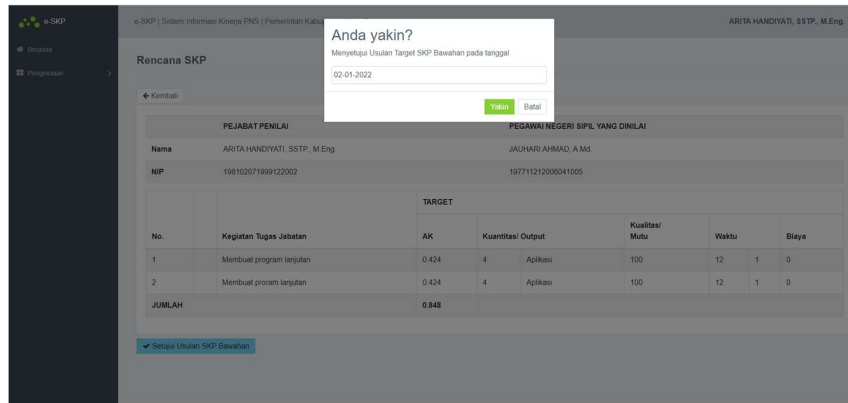 e-SKP
e-SKP | Sistem Informasi Kinerja PNS | Pemerintah
ARITA HANDIYATI, SSTP., M.Eng.
Beranda
Pengelolaan
Anda yakin?
Menyetujui Usulan Target SKP Bawahan pada tanggal
02-01-2022
Yakin Batal
Rencana SKP
Kembali
PEJABAT PENILAI PEGAWAI NEGERI SIPIL YANG DINILAI
Nama ARITA HANDIYATI, SSTP., M.Eng. JAUHARI AHMAD, A.Md.
NIP 198102071999122002 197711212006041005
TARGET
No. Kegiatan Tugas Jabatan AK Kuantitas/ Output Kualitas/ Mutu Waktu Biaya
1 Membuat program lanjutan 0.424 4 Aplikasi 100 12 1 0
2 Membuat proram lanjutan 0.424 4 Aplikasi 100 12 1 0
JUMLAH 0.848
Setujui Usulan SKP Bawahan